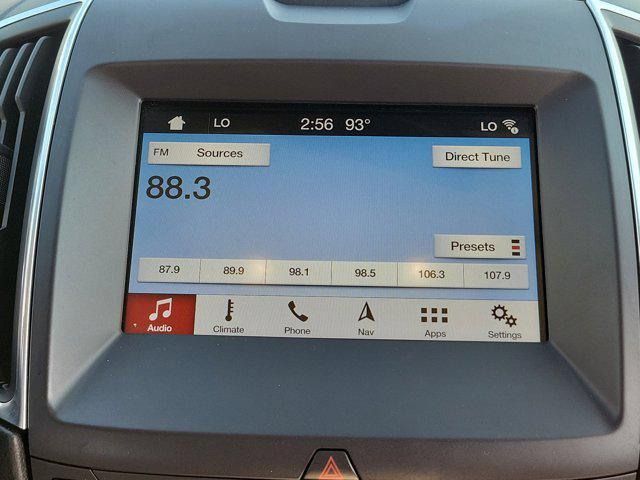 LO 2:56 93° LO
FM Sources Direct Tune
88.3
Presets
87.9 89.9 98.1 98.5 106.3 107.9
Audio Climate Phone Nav Apps Settings